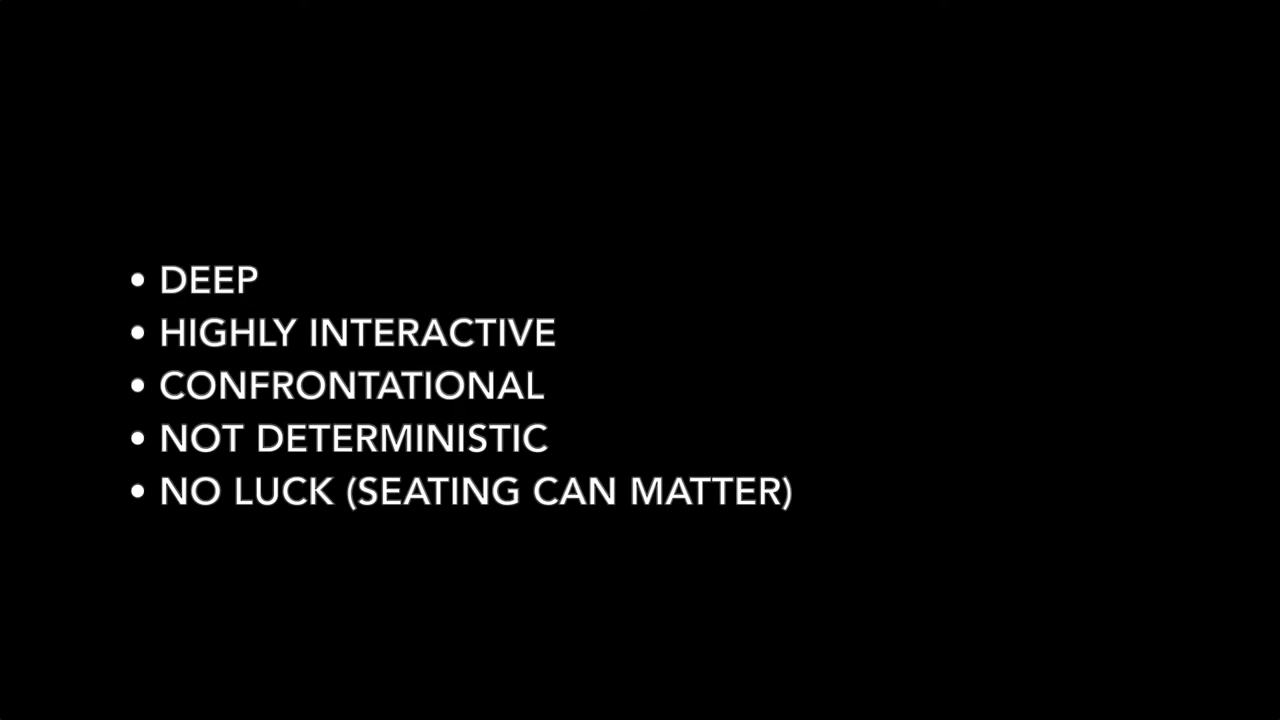 • DEEP
• HIGHLY INTERACTIVE
• CONFRONTATIONAL
• NOT DETERMINISTIC
• NO LUCK (SEATING CAN MATTER)